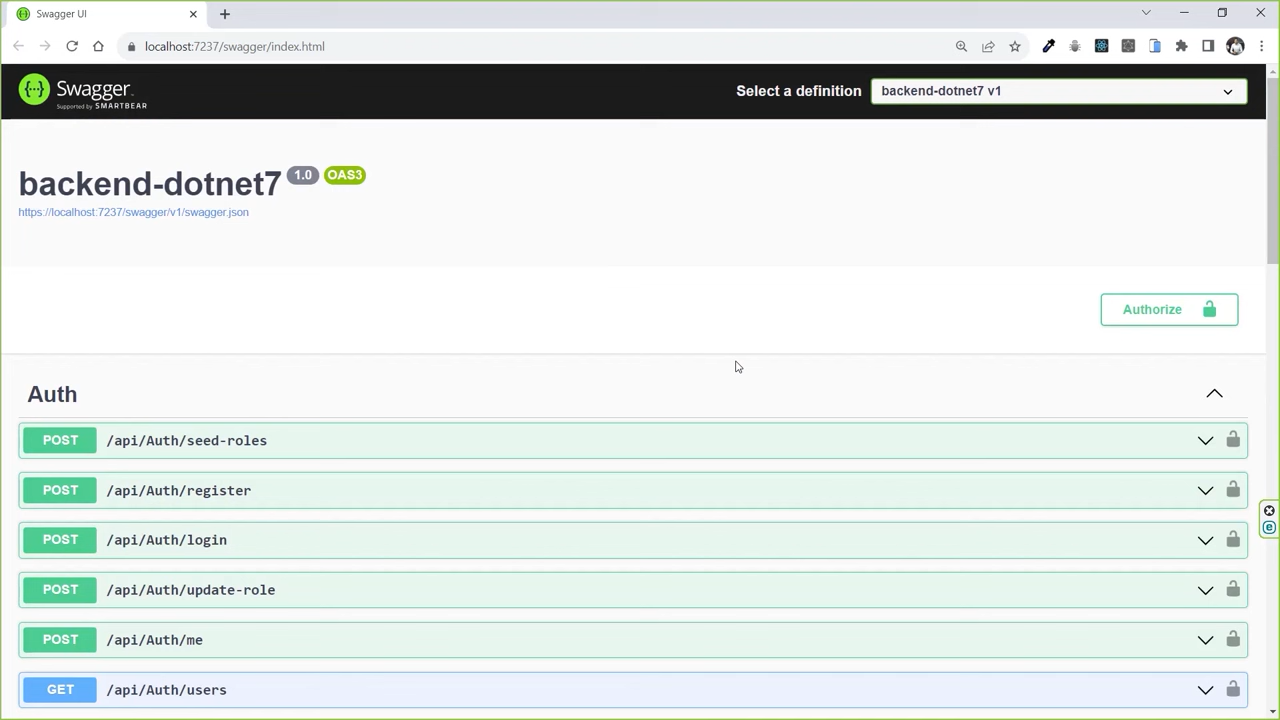 Swagger UI
localhost:7237/swagger/index.html
Swagger
Supported by SMARTBEAR
Select a definition
backend-dotnet7 v1
backend-dotnet7 1.0 OAS3
https://localhost:7237/swagger/v1/swagger.json
Authorize
Auth
POST /api/Auth/seed-roles
POST /api/Auth/register
POST /api/Auth/login
POST /api/Auth/update-role
POST /api/Auth/me
GET /api/Auth/users